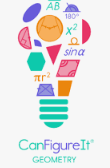 AB
180°
x²
sinα
πr²
CanFigureIt®
GEOMETRY